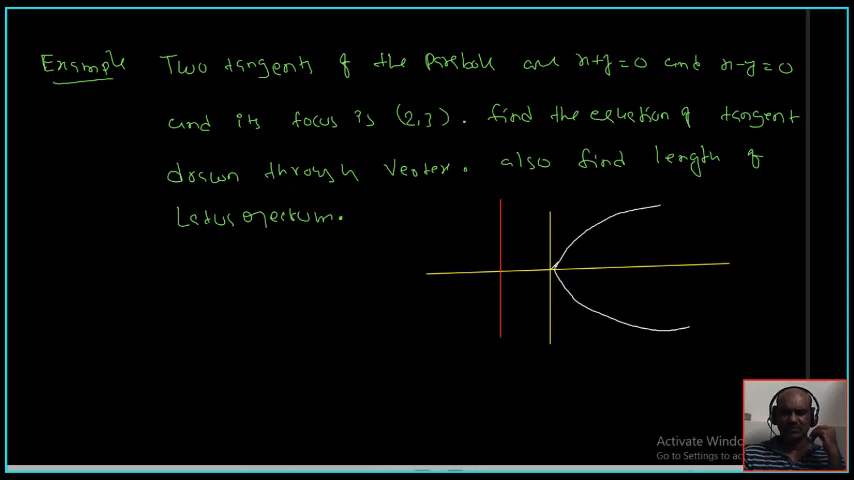 Example Two tangents of the parabola are x+y=0 and x-y=0
and its focus is (2,3). find the equation of tangent
drawn through vertex. also find length of
Latus rectum.
Activate Windo
Go to Settings to ac